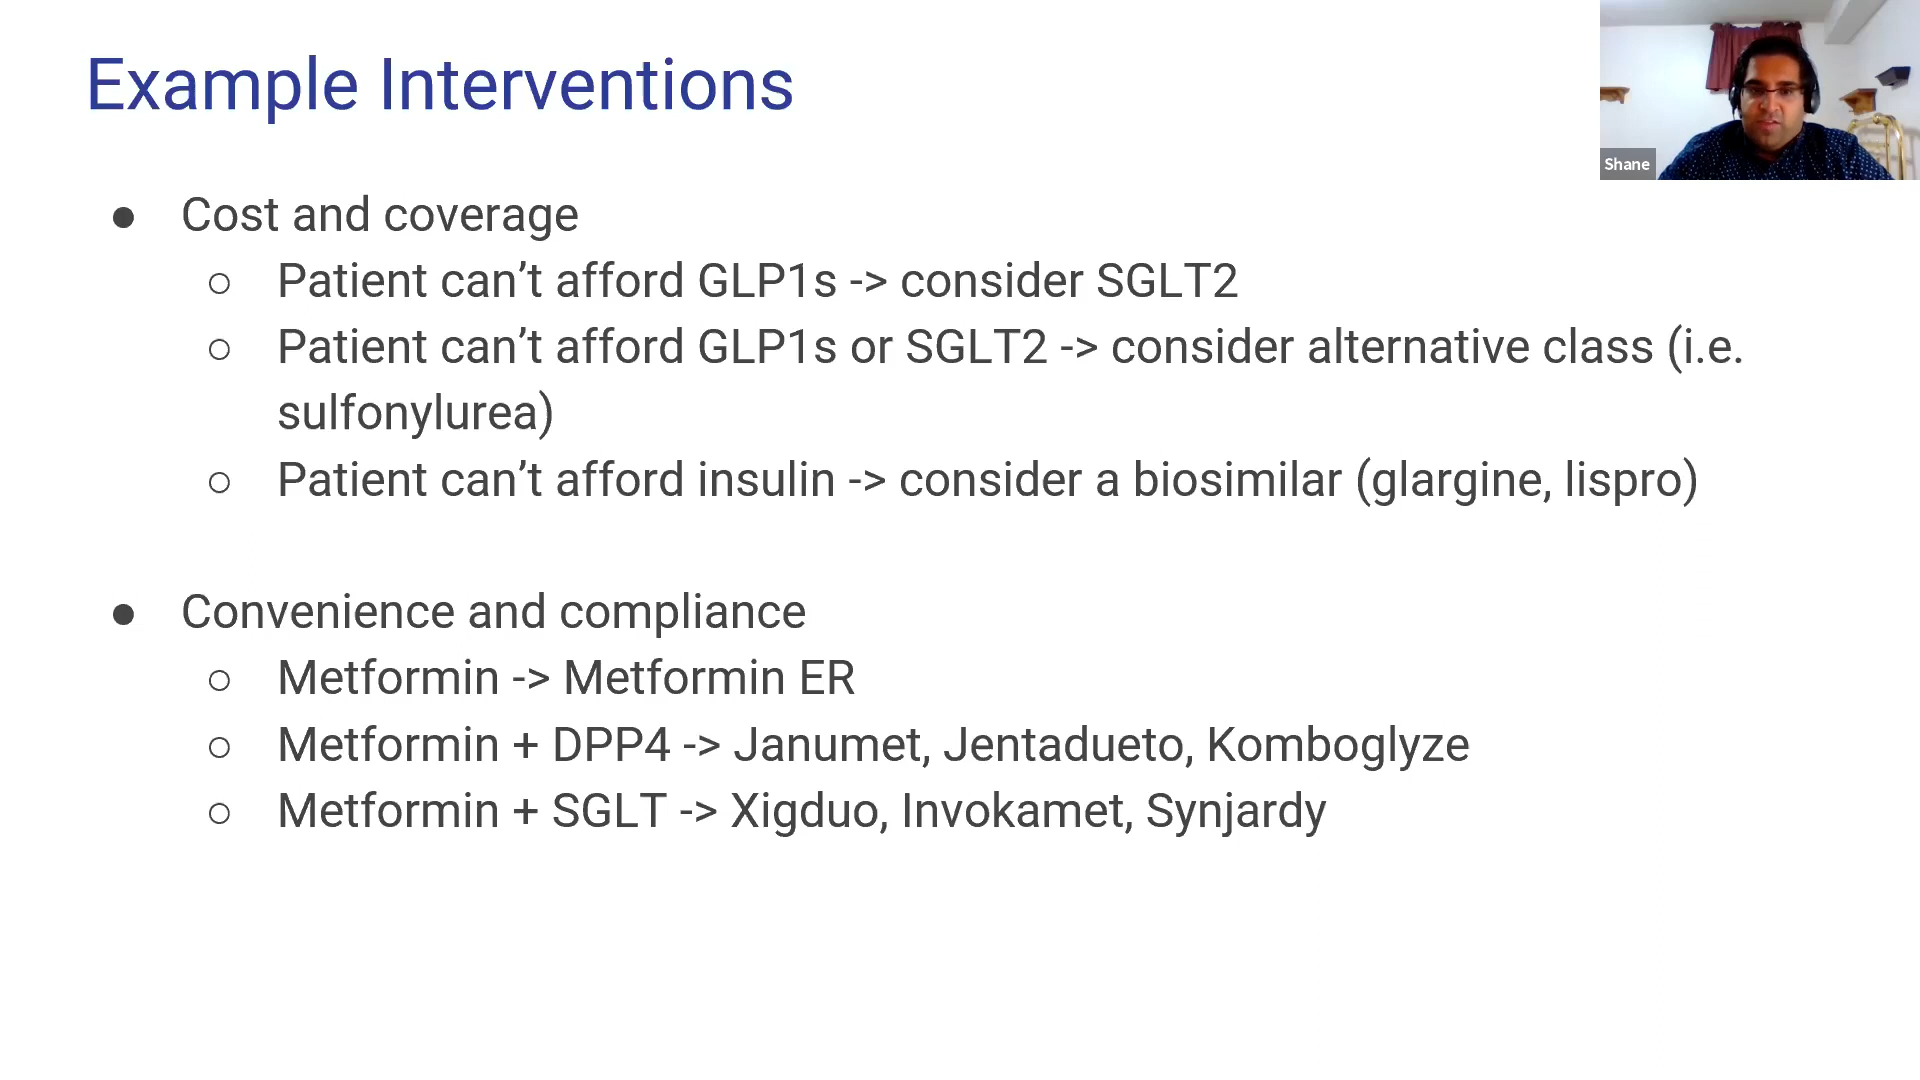 Example Interventions
Shane
● Cost and coverage
○ Patient can’t afford GLP1s -> consider SGLT2
○ Patient can’t afford GLP1s or SGLT2 -> consider alternative class (i.e.
sulfonylurea)
○ Patient can’t afford insulin -> consider a biosimilar (glargine, lispro)
● Convenience and compliance
○ Metformin -> Metformin ER
○ Metformin + DPP4 -> Janumet, Jentadueto, Komboglyze
○ Metformin + SGLT -> Xigduo, Invokamet, Synjardy